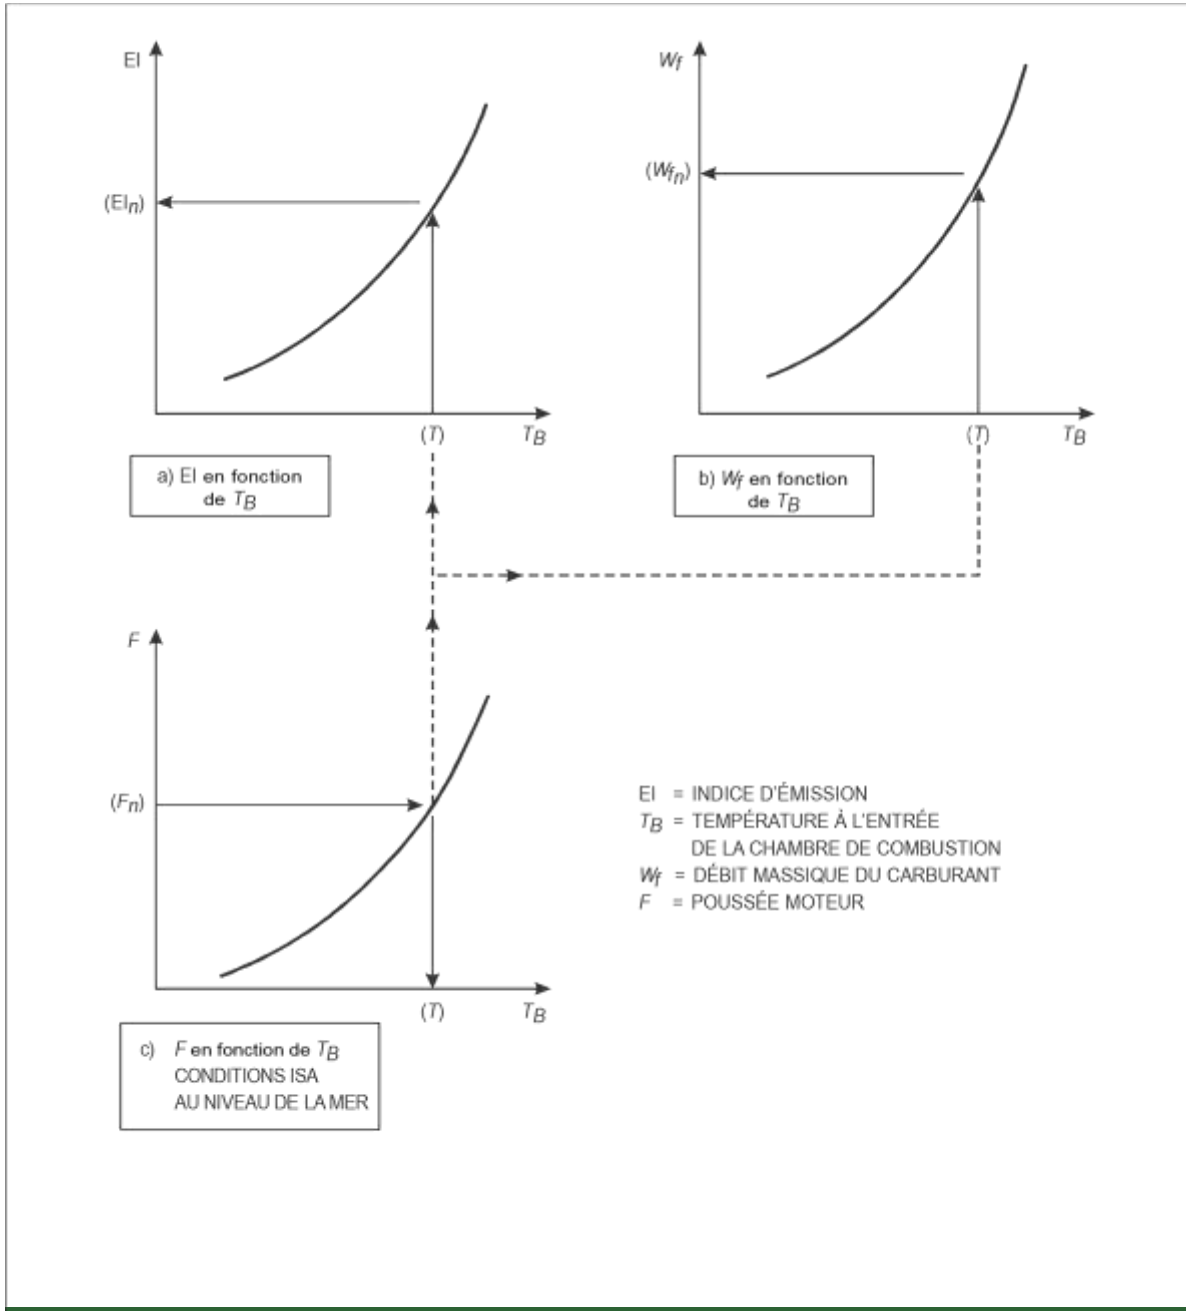 EI
(EIn)
(T)
TB
a) EI en fonction
de TB
Wf
(Wfn)
(T)
TB
b) Wf en fonction
de TB
F
(Fn)
(T)
TB
c) F en fonction de TB
CONDITIONS ISA
AU NIVEAU DE LA MER
EI = INDICE D'ÉMISSION
TB = TEMPÉRATURE À L'ENTRÉE
DE LA CHAMBRE DE COMBUSTION
Wf = DÉBIT MASSIQUE DU CARBURANT
F = POUSSÉE MOTEUR